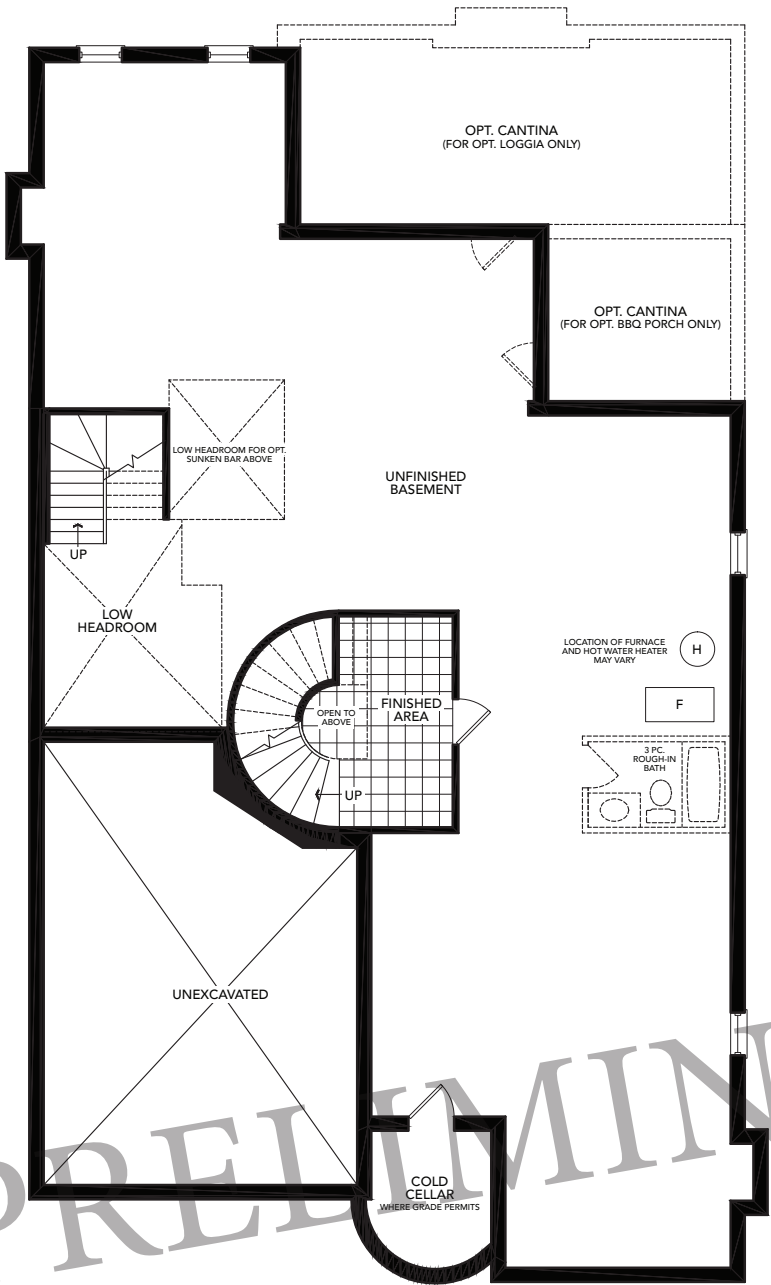 OPT. CANTINA
(FOR OPT. LOGGIA ONLY)
OPT. CANTINA
(FOR OPT. BBQ PORCH ONLY)
LOW HEADROOM FOR OPT.
SUNKEN BAR ABOVE
UNFINISHED
BASEMENT
UP
LOW
HEADROOM
LOCATION OF FURNACE
AND HOT WATER HEATER
MAY VARY
H
F
OPEN TO
ABOVE
FINISHED
AREA
3 PC.
ROUGH-IN
BATH
UP
UNEXCAVATED
COLD
CELLAR
WHERE GRADE PERMITS
PRELIMIN